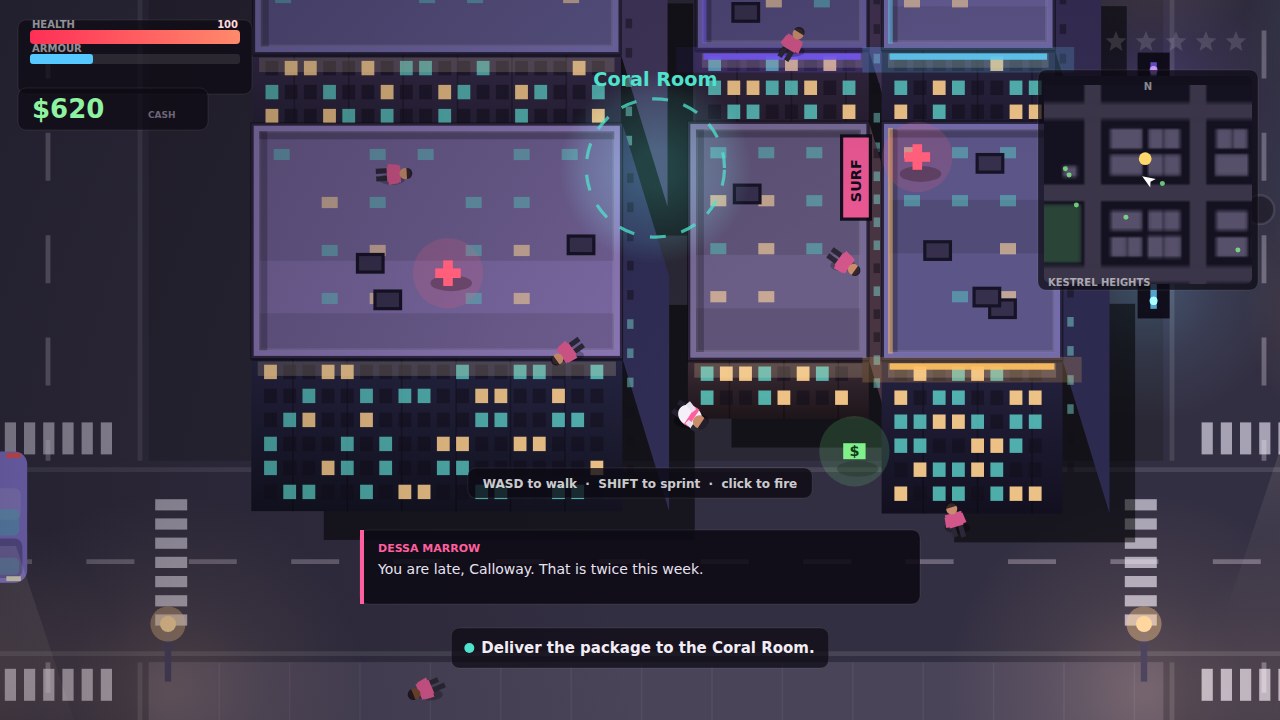 HEALTH 100
ARMOUR
$620 CASH
Coral Room
N
SURF
KESTREL HEIGHTS
$
WASD to walk · SHIFT to sprint · click to fire
DESSA MARROW
You are late, Calloway. That is twice this week.
Deliver the package to the Coral Room.